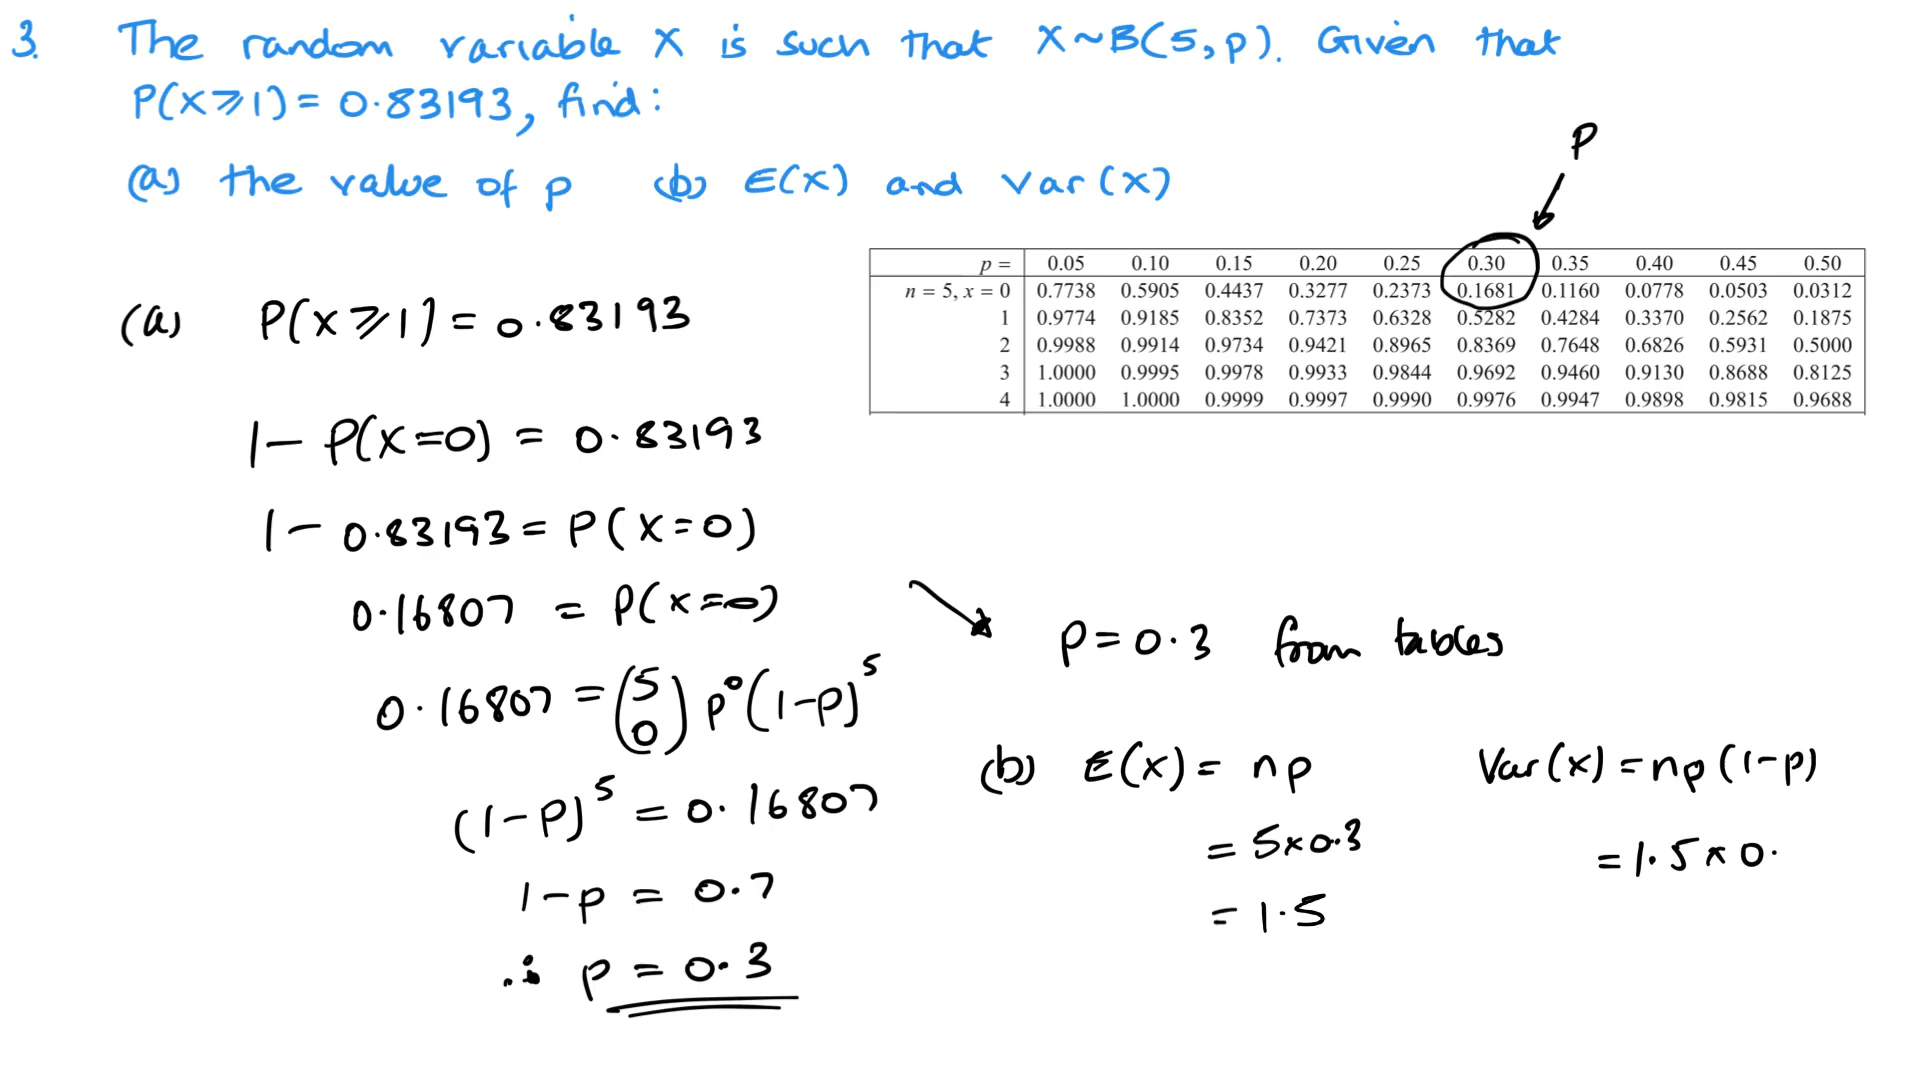 3. The random variable X is such that X~B(5,p). Given that
P(X⩾1) = 0.83193, find:
(a) the value of p (b) E(X) and Var(X)
P
p = 0.05 0.10 0.15 0.20 0.25 0.30 0.35 0.40 0.45 0.50
n = 5, x = 0 0.7738 0.5905 0.4437 0.3277 0.2373 0.1681 0.1160 0.0778 0.0503 0.0312
1 0.9774 0.9185 0.8352 0.7373 0.6328 0.5282 0.4284 0.3370 0.2562 0.1875
2 0.9988 0.9914 0.9734 0.9421 0.8965 0.8369 0.7648 0.6826 0.5931 0.5000
3 1.0000 0.9995 0.9978 0.9933 0.9844 0.9692 0.9460 0.9130 0.8688 0.8125
4 1.0000 1.0000 0.9999 0.9997 0.9990 0.9976 0.9947 0.9898 0.9815 0.9688
(a) P(X⩾1) = 0.83193
1 − P(X=0) = 0.83193
1 − 0.83193 = P(X=0)
0.16807 = P(X=0)
0.16807 = (5 0) p⁰(1−p)⁵
(1−p)⁵ = 0.16807
1−p = 0.7
∴ p = 0.3
P = 0.3 from tables
(b) E(X) = np
= 5×0.3
= 1.5
Var(X) = np(1−p)
= 1.5 × 0.